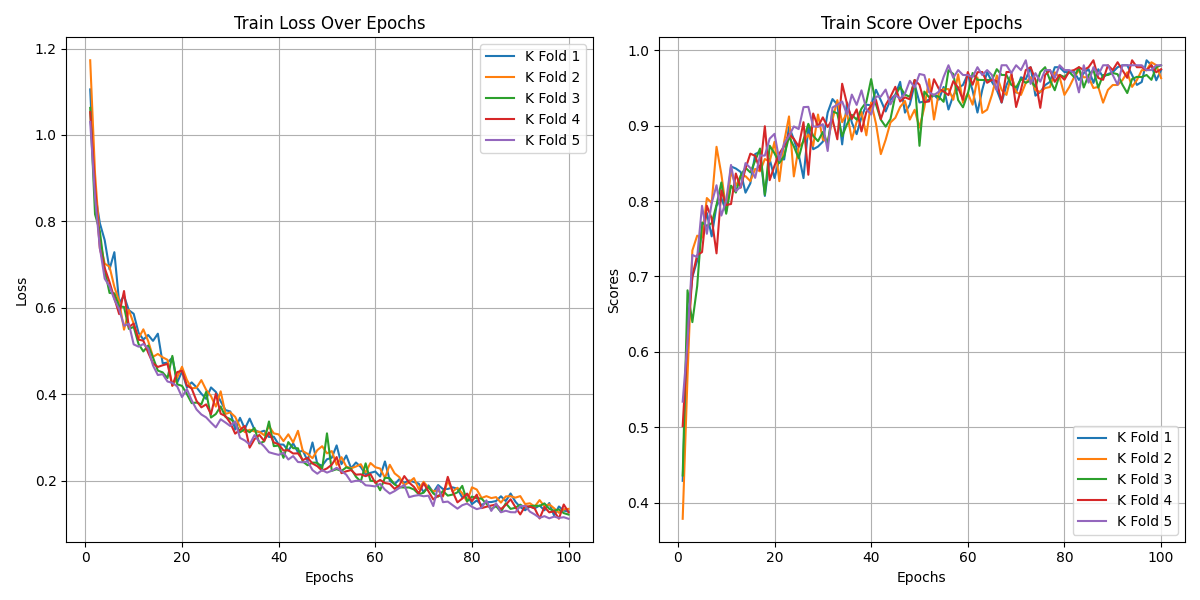 Train Loss Over Epochs
1.2
1.0
0.8
0.6
0.4
0.2
Loss
0
20
40
60
80
100
Epochs
K Fold 1
K Fold 2
K Fold 3
K Fold 4
K Fold 5
Train Score Over Epochs
1.0
0.9
0.8
0.7
0.6
0.5
0.4
Scores
0
20
40
60
80
100
Epochs
K Fold 1
K Fold 2
K Fold 3
K Fold 4
K Fold 5